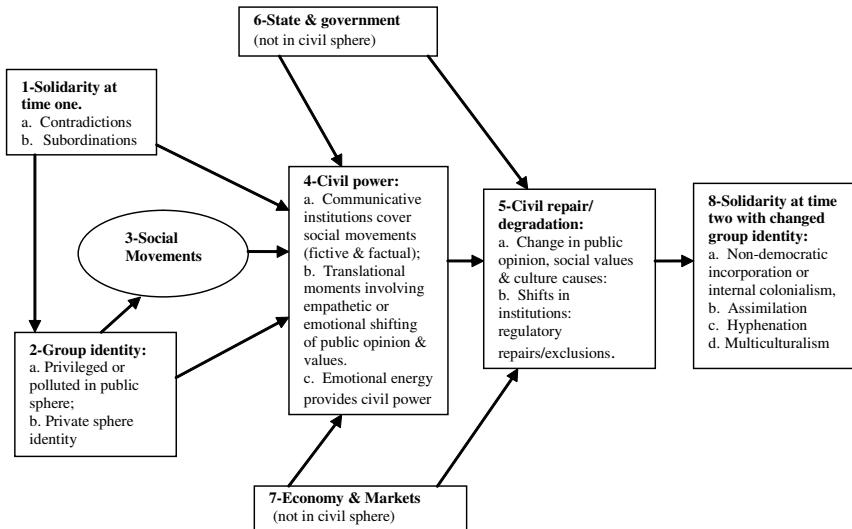 6-State & government
(not in civil sphere)
1-Solidarity at
time one.
a. Contradictions
b. Subordinations
3-Social
Movements
2-Group identity:
a. Privileged or
polluted in public
sphere;
b. Private sphere
identity
4-Civil power:
a. Communicative
institutions cover
social movements
(fictive & factual);
b. Translational
moments involving
empathetic or
emotional shifting
of public opinion &
values.
c. Emotional energy
provides civil power
5-Civil repair/
degradation:
a. Change in public
opinion, social values
& culture causes:
b. Shifts in
institutions:
regulatory
repairs/exclusions.
8-Solidarity at time
two with changed
group identity:
a. Non-democratic
incorporation or
internal colonialism,
b. Assimilation
c. Hyphenation
d. Multiculturalism
7-Economy & Markets
(not in civil sphere)